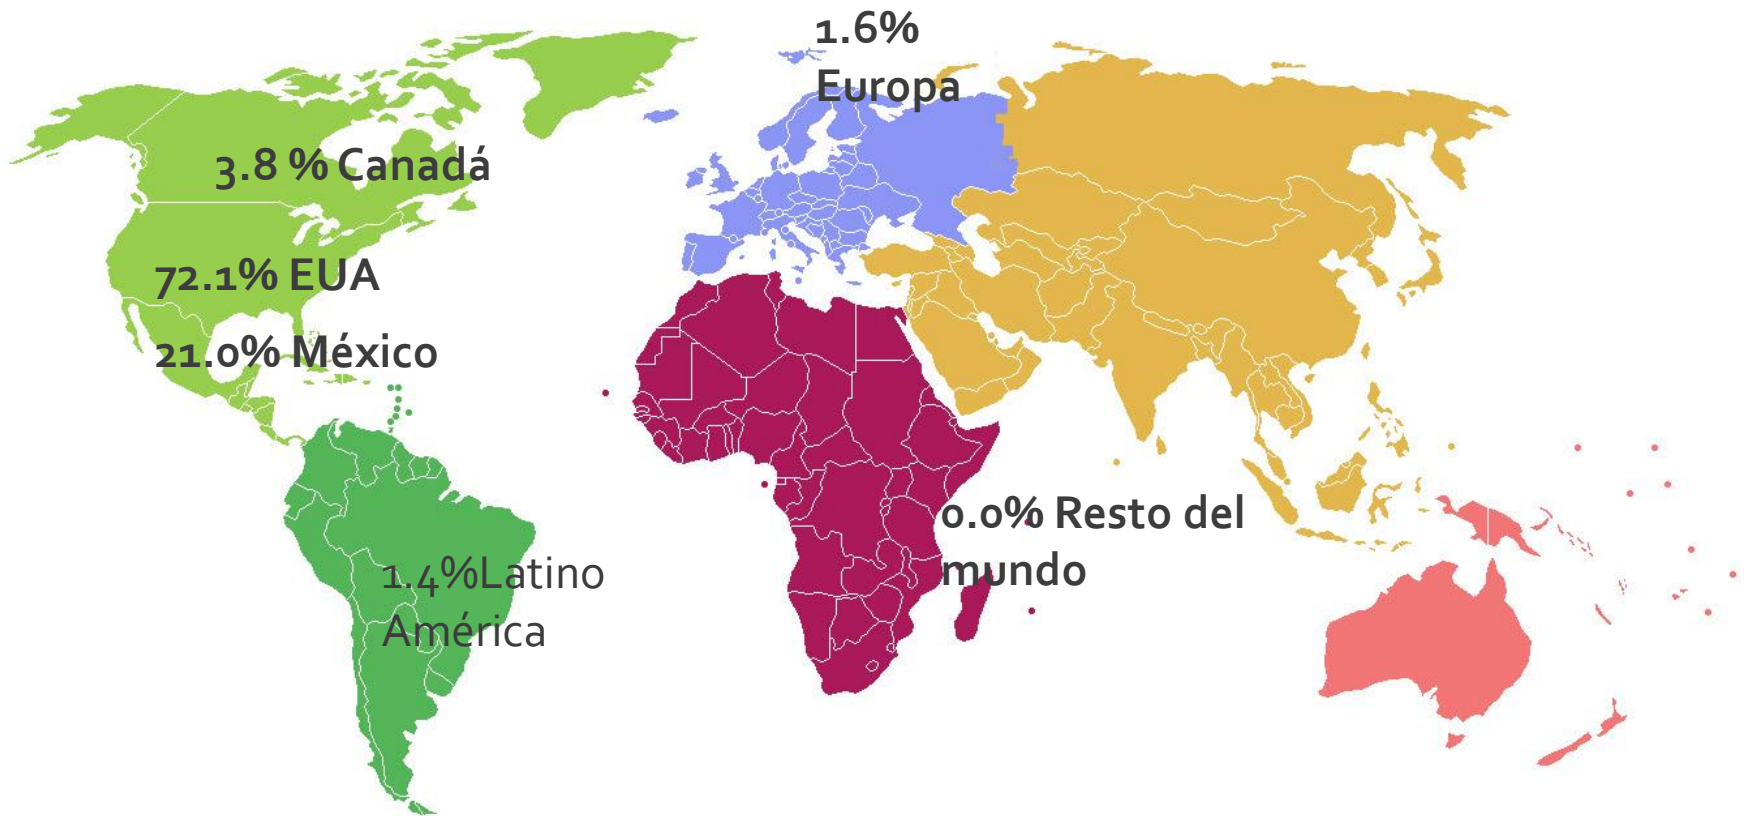 1.6%
Europa
3.8 % Canadá
72.1% EUA
21.0% México
0.0% Resto del
mundo
1.4%Latino
América